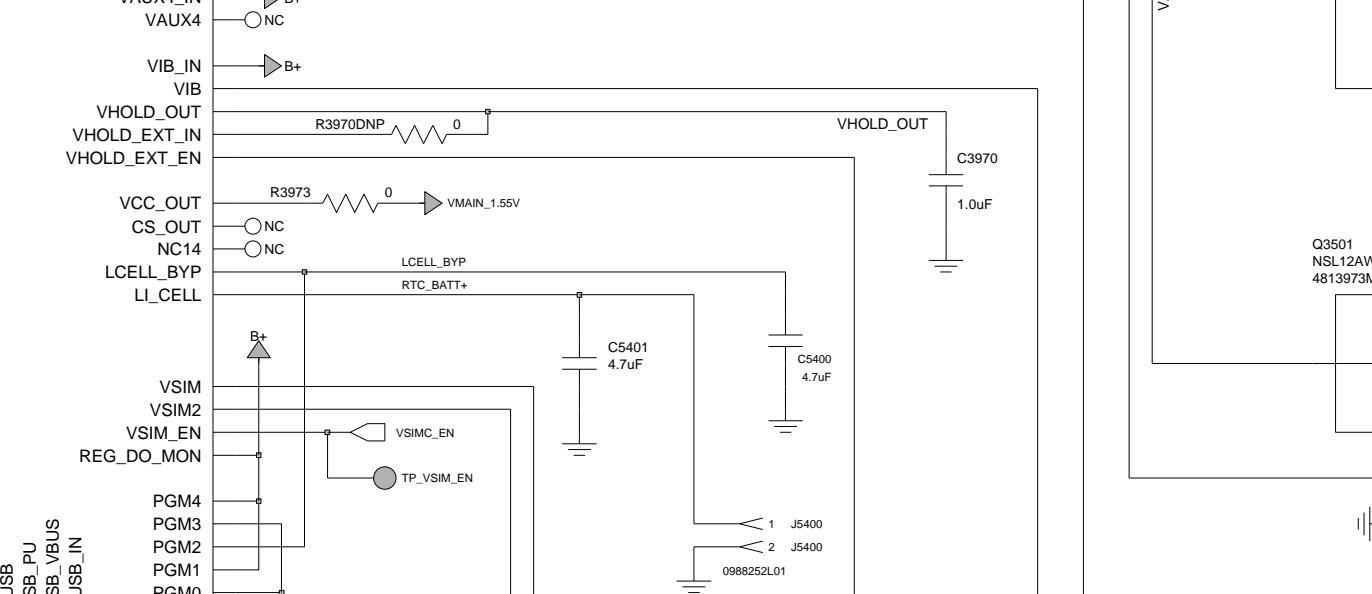 VAUX4 NC
VIB_IN B+
VIB
VHOLD_OUT
R3970DNP 0
VHOLD_OUT
VHOLD_EXT_IN
VHOLD_EXT_EN
C3970
1.0uF
R3973 0
VCC_OUT VMAIN_1.55V
CS_OUT NC
NC14 NC
LCELL_BYP LCELL_BYP
LI_CELL RTC_BATT+
Q3501
B+
C5401
4.7uF
C5400
4.7uF
VSIM
VSIM2
VSIM_EN VSIMC_EN
REG_DO_MON
TP_VSIM_EN
PGM4
PGM3
PGM2
PGM1
PGM0
1 J5400
2 J5400
0988252L01